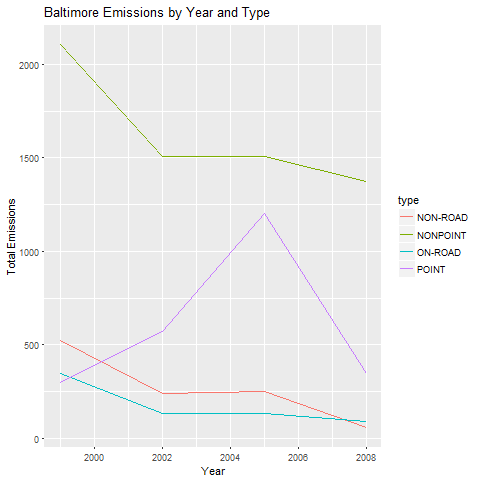 Baltimore Emissions by Year and Type
2000
1500
1000
500
0
Total Emissions
2000 2002 2004 2006 2008
Year
type
NON-ROAD
NONPOINT
ON-ROAD
POINT